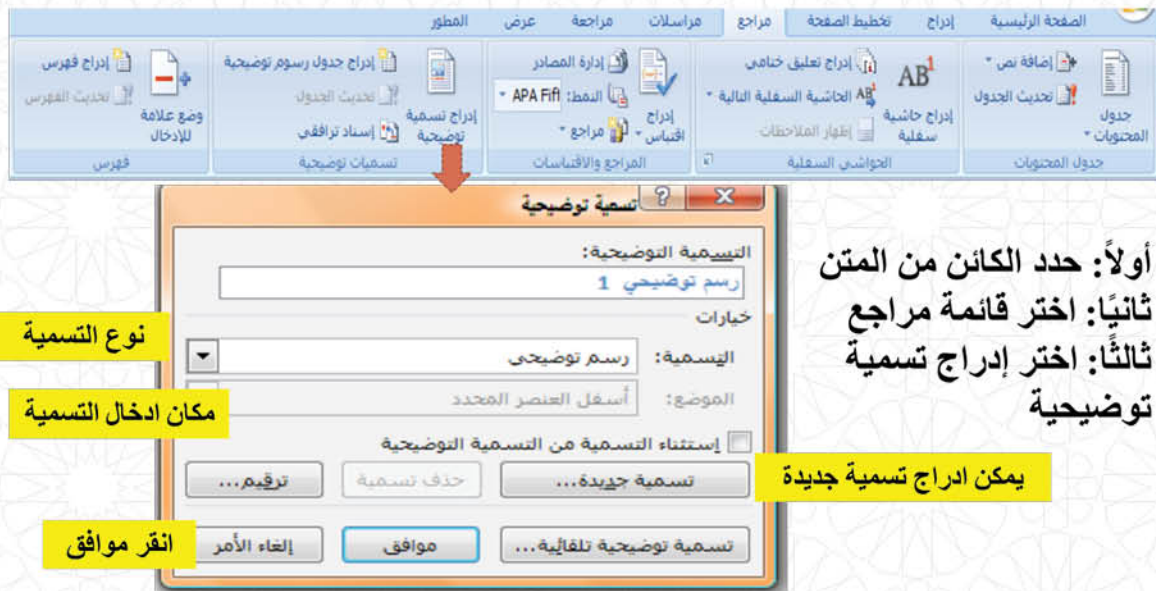 الصفحة الرئيسية إدراج تخطيط الصفحة مراجع مراسلات مراجعة عرض المطور
جدول المحتويات
إضافة نص
تحديث الجدول
جدول المحتويات
AB1
إدراج حاشية سفلية
إدراج تعليق ختامي
الحاشية السفلية التالية
إظهار الملاحظات
الحواشي السفلية
إدراج اقتباس
إدارة المصادر
النمط: APA Fift
مراجع
المراجع والاقتباسات
إدراج تسمية توضيحية
إدراج جدول رسوم توضيحية
تحديث الجدول
إسناد ترافقي
تسميات توضيحية
وضع علامة للإدخال
إدراج فهرس
تحديث الفهرس
فهرس
أولاً: حدد الكائن من المتن
ثانيًا: اختر قائمة مراجع
ثالثًا: اختر إدراج تسمية
توضيحية
تسمية توضيحية
التسمية التوضيحية:
رسم توضيحي 1
خيارات
التسمية: رسم توضيحي
نوع التسمية
الموضع: أسفل العنصر المحدد
مكان ادخال التسمية
إستثناء التسمية من التسمية التوضيحية
تسمية جديدة... حذف تسمية ترقيم...
يمكن ادراج تسمية جديدة
تسمية توضيحية تلقائية... موافق إلغاء الأمر
انقر موافق